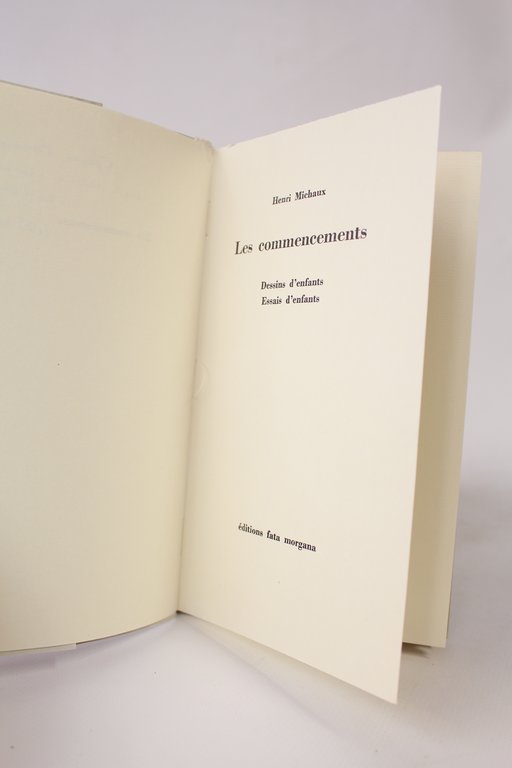 Henri Michaux
Les commencements
Dessins d'enfants
Essais d'enfants
éditions fata morgana